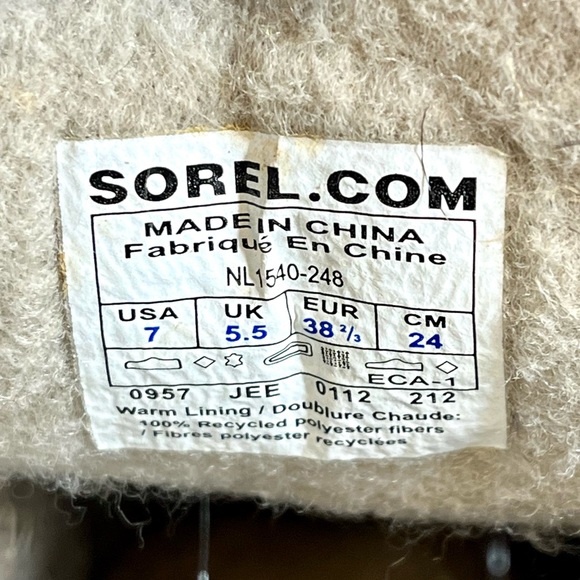 SOREL.COM
MADE IN CHINA
Fabriqué En Chine
NL1540-248
USA UK EUR CM
7 5.5 38 2/3 24
ECA-1
0957 JEE 0112 212
Warm Lining / Doublure Chaude:
100% Recycled polyester fibers
/ Fibres polyester recyclées